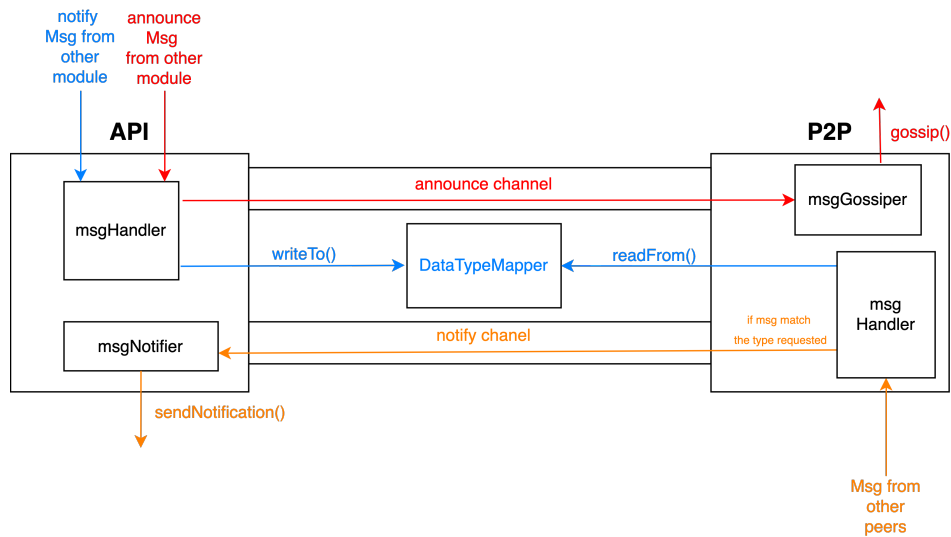 notify
Msg from
other
module
announce
Msg
from other
module
API
P2P
gossip()
msgHandler
announce channel
msgGossiper
writeTo()
DataTypeMapper
readFrom()
msg
Handler
msgNotifier
notify chanel
if msg match
the type requested
sendNotification()
Msg from
other
peers